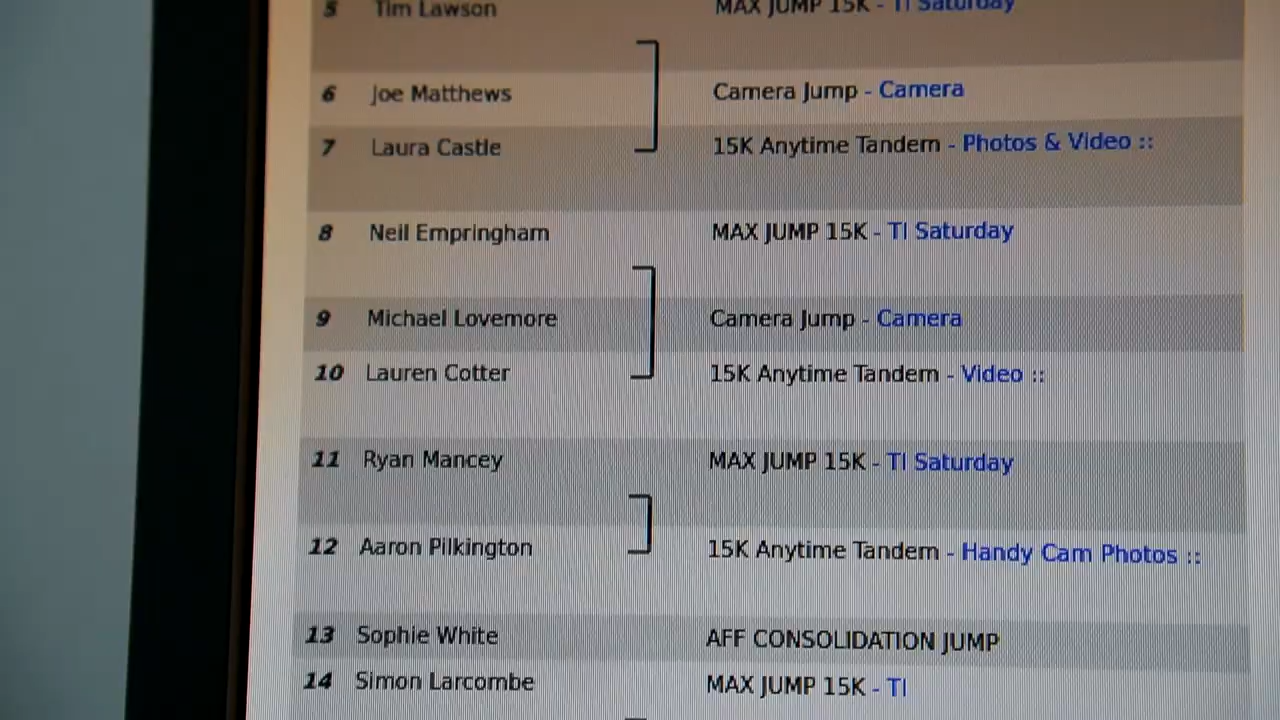 5 Tim Lawson MAX JUMP 15K - TI Saturday
6 Joe Matthews Camera Jump - Camera
7 Laura Castle 15K Anytime Tandem - Photos & Video ::
8 Neil Empringham MAX JUMP 15K - TI Saturday
9 Michael Lovemore Camera Jump - Camera
10 Lauren Cotter 15K Anytime Tandem - Video ::
11 Ryan Mancey MAX JUMP 15K - TI Saturday
12 Aaron Pilkington 15K Anytime Tandem - Handy Cam Photos ::
13 Sophie White AFF CONSOLIDATION JUMP
14 Simon Larcombe MAX JUMP 15K - TI